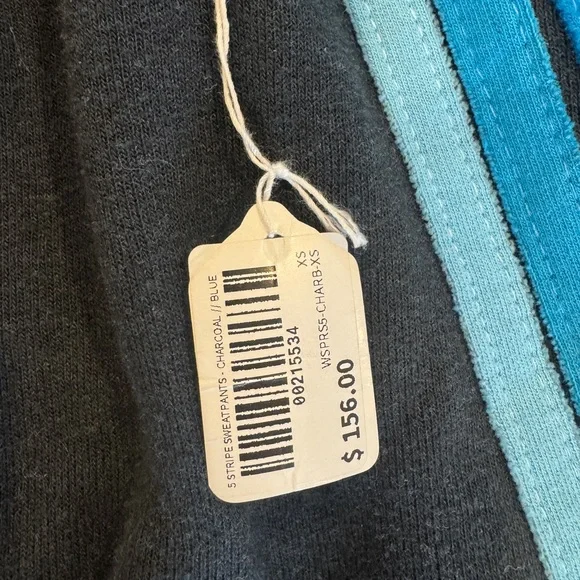 5 STRIPE SWEATPANTS - CHARCOAL // BLUE
00215534
XS
WSPRS5-CHARB-XS
$ 156.00